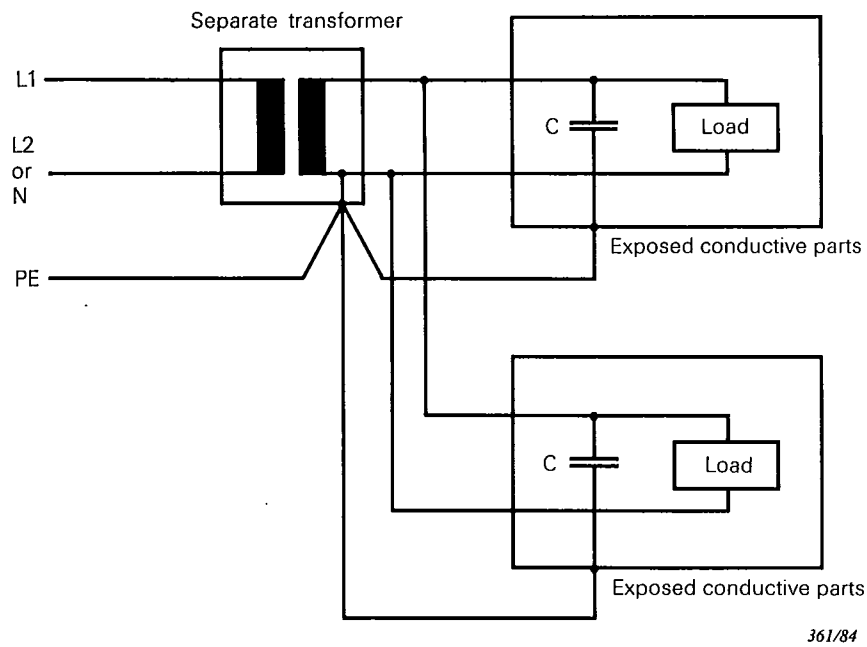 Separate transformer
L1
L2
or
N
PE
C
Load
Exposed conductive parts
C
Load
Exposed conductive parts
361/84